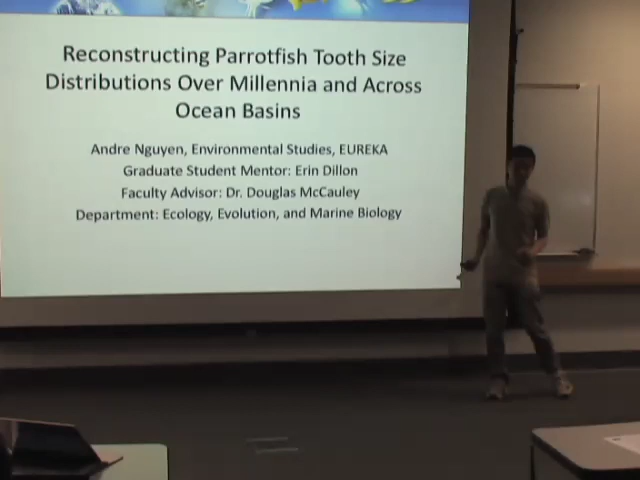 Reconstructing Parrotfish Tooth Size
Distributions Over Millennia and Across
Ocean Basins
Andre Nguyen, Environmental Studies, EUREKA
Graduate Student Mentor: Erin Dillon
Faculty Advisor: Dr. Douglas McCauley
Department: Ecology, Evolution, and Marine Biology